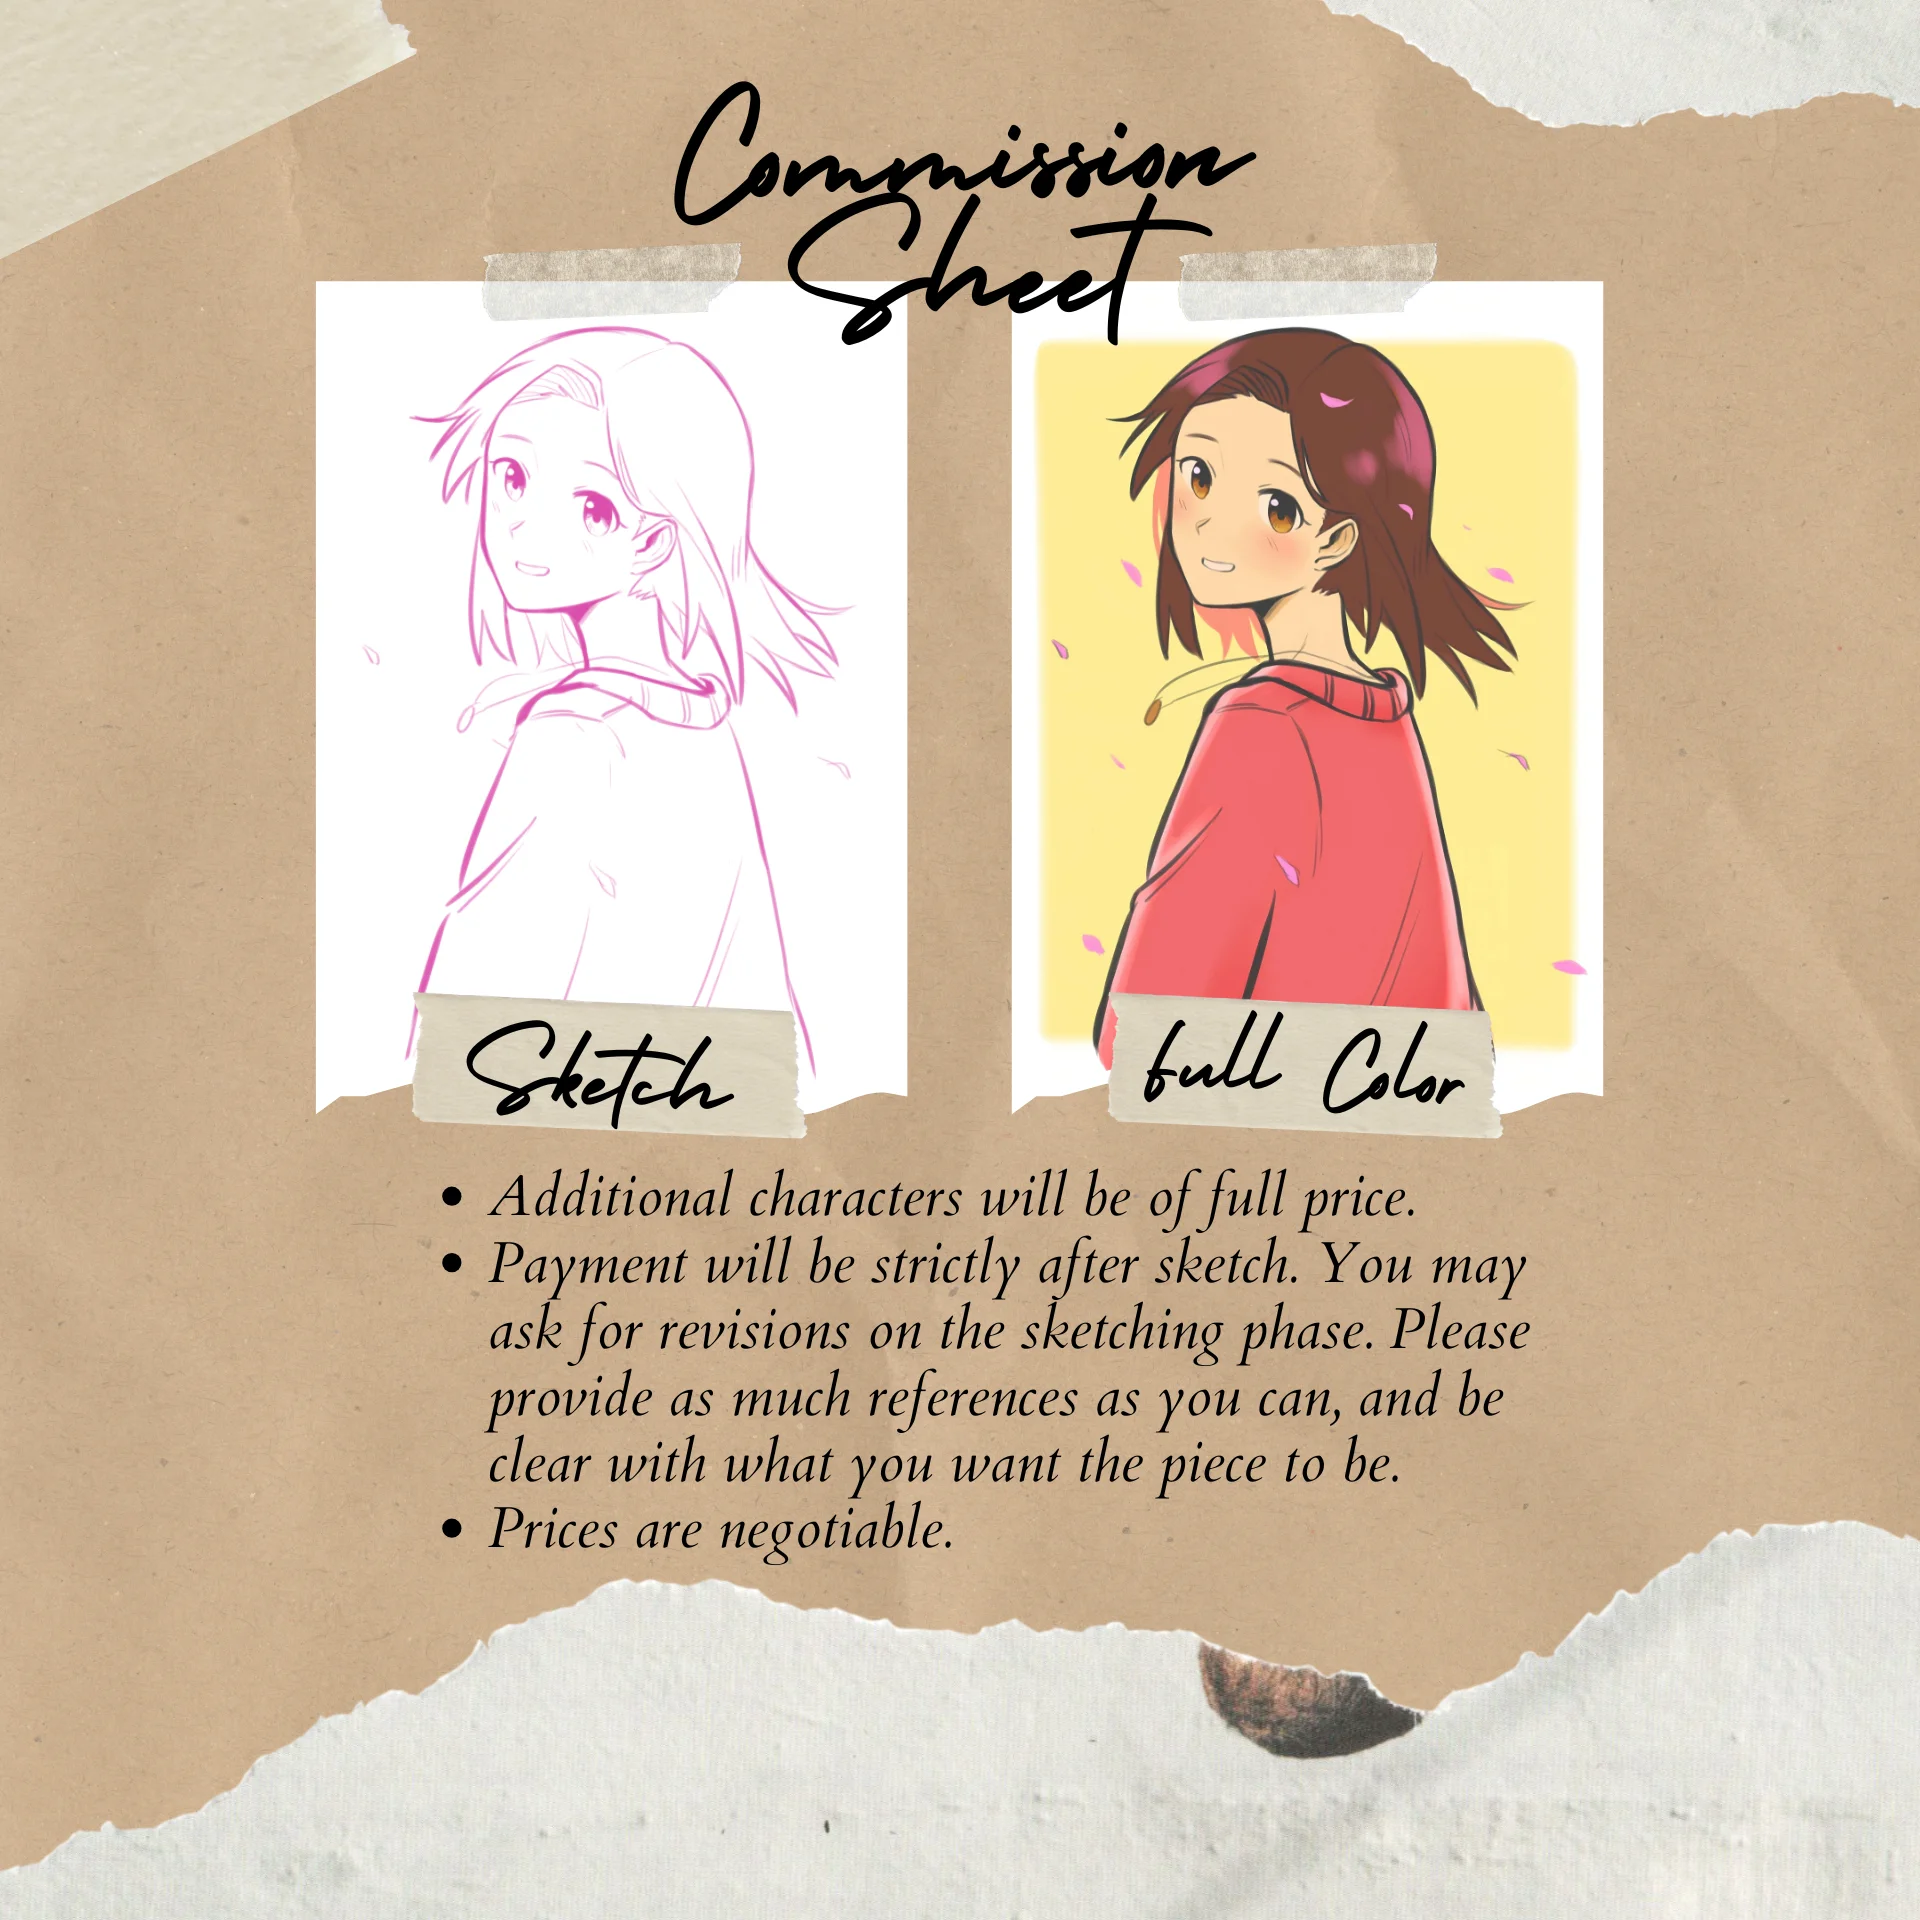 Commission
Sheet
Sketch
full Color
• Additional characters will be of full price.
• Payment will be strictly after sketch. You may
ask for revisions on the sketching phase. Please
provide as much references as you can, and be
clear with what you want the piece to be.
• Prices are negotiable.